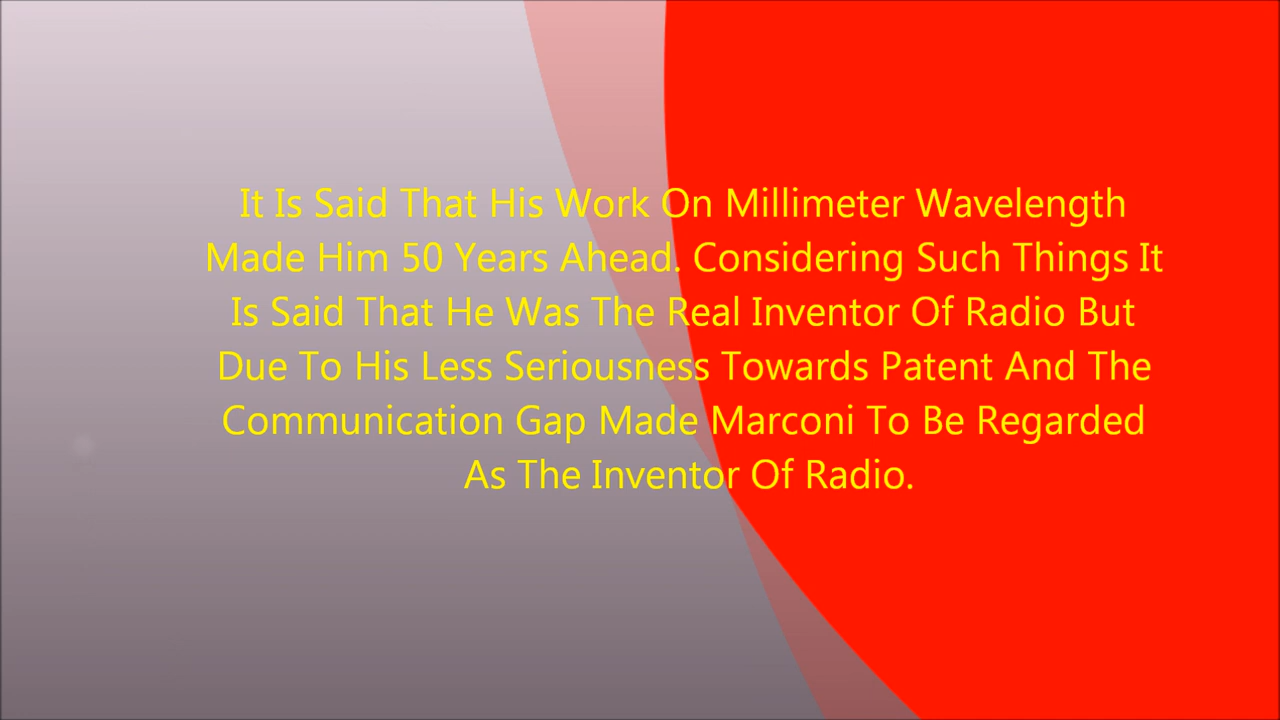 It Is Said That His Work On Millimeter Wavelength
Made Him 50 Years Ahead. Considering Such Things It
Is Said That He Was The Real Inventor Of Radio But
Due To His Less Seriousness Towards Patent And The
Communication Gap Made Marconi To Be Regarded
As The Inventor Of Radio.